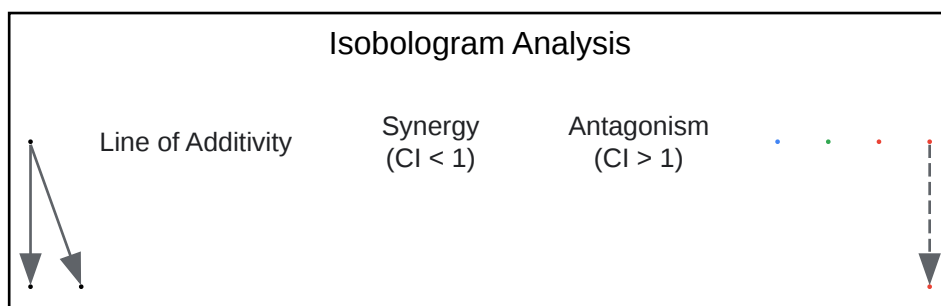 Isobologram Analysis
Line of Additivity
Synergy
(CI < 1)
Antagonism
(CI > 1)